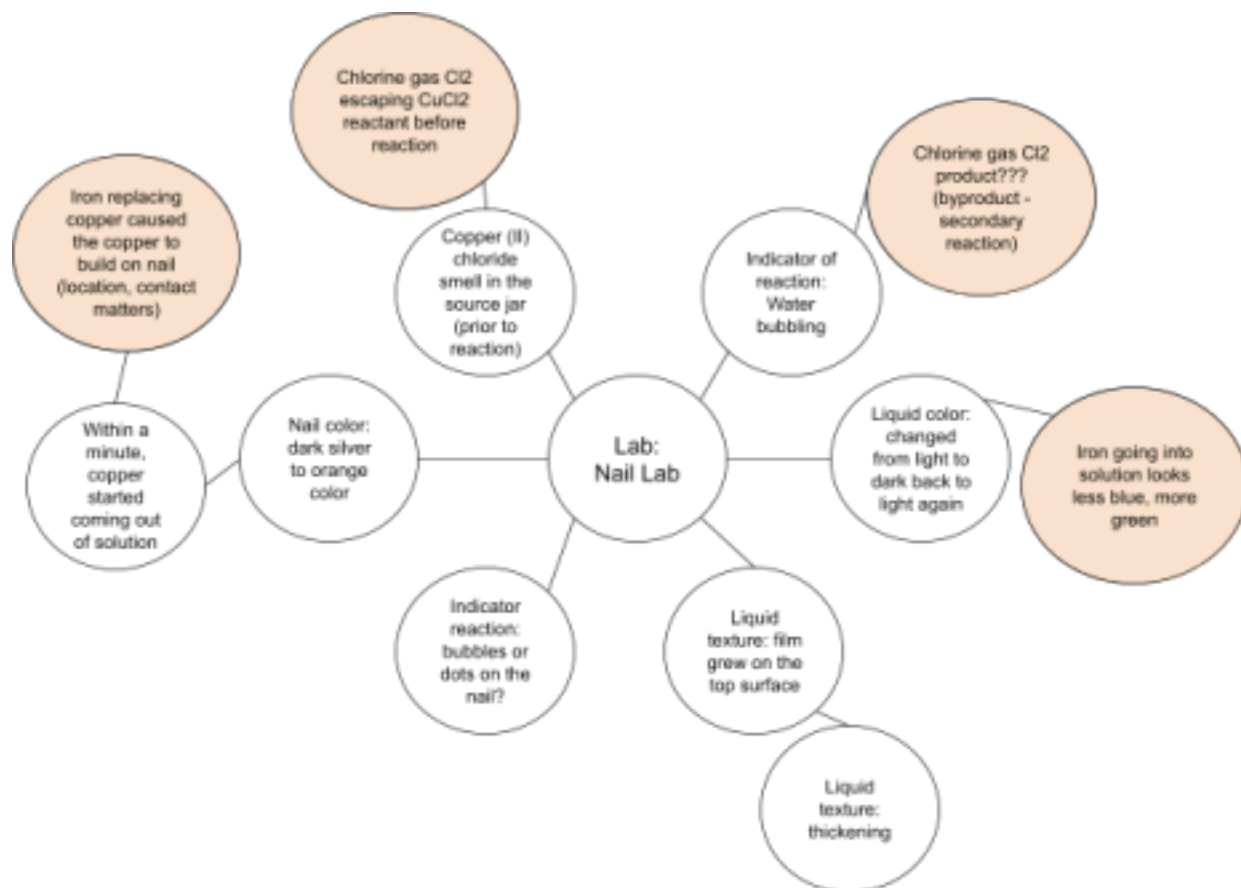 Chlorine gas Cl2
escaping CuCl2
reactant before
reaction
Chlorine gas Cl2
product???
(byproduct -
secondary
reaction)
Iron replacing
copper caused
the copper to
build on nail
(location, contact
matters)
Copper (II)
chloride
smell in the
source jar
(prior to
reaction)
Indicator of
reaction:
Water
bubbling
Within a
minute,
copper
started
coming out
of solution
Nail color:
dark silver
to orange
color
Lab:
Nail Lab
Liquid color:
changed
from light to
dark back to
light again
Iron going into
solution looks
less blue, more
green
Indicator
reaction:
bubbles or
dots on the
nail?
Liquid
texture: film
grew on the
top surface
Liquid
texture:
thickening